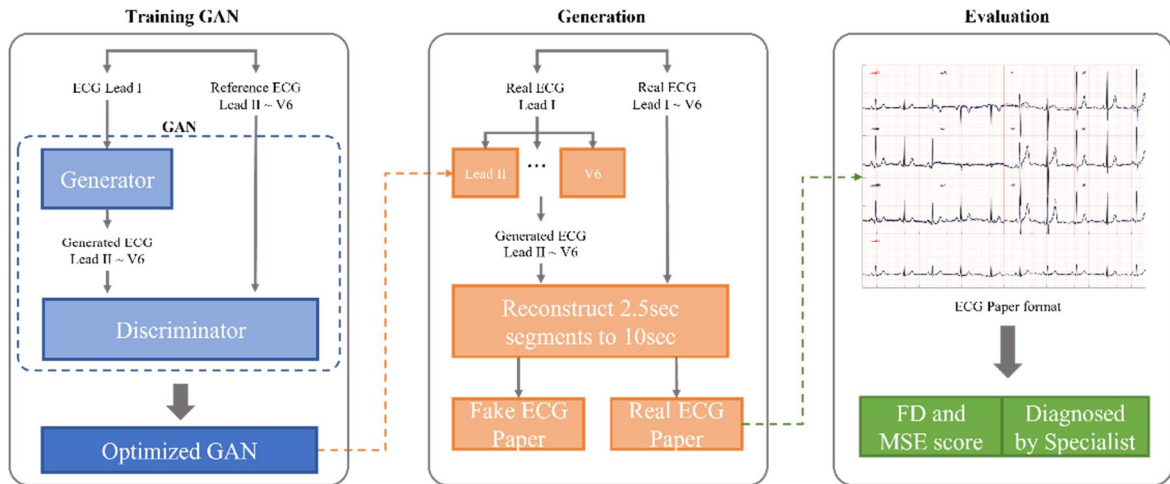 Training GAN
ECG Lead I
Reference ECG
Lead II ~ V6
GAN
Generator
Generated ECG
Lead II ~ V6
Discriminator
Optimized GAN
Generation
Real ECG
Lead I
Real ECG
Lead I ~ V6
Lead II
...
V6
Generated ECG
Lead II ~ V6
Reconstruct 2.5sec
segments to 10sec
Fake ECG
Paper
Real ECG
Paper
Evaluation
ECG Paper format
FD and
MSE score
Diagnosed
by Specialist